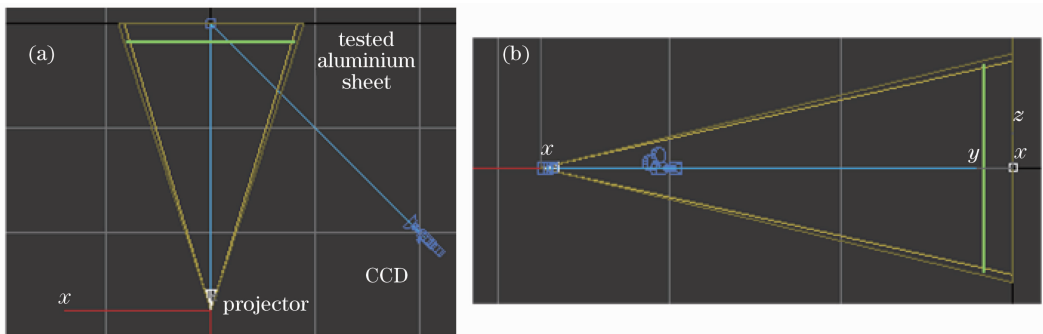 (a)
tested
aluminium
sheet
CCD
x
projector
(b)
x
z
y
x